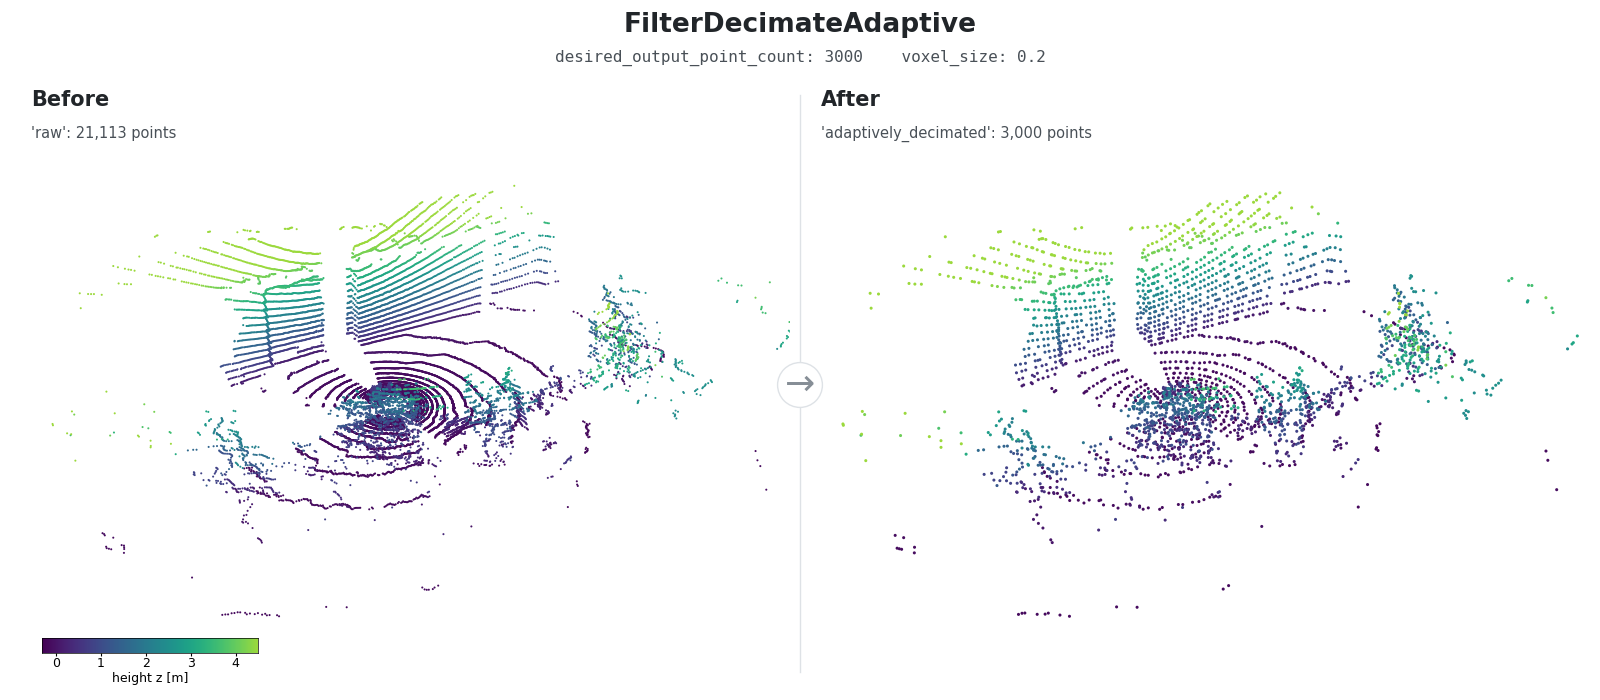 FilterDecimateAdaptive
desired_output_point_count: 3000    voxel_size: 0.2
Before
'raw': 21,113 points
After
'adaptively_decimated': 3,000 points
0 1 2 3 4
height z [m]